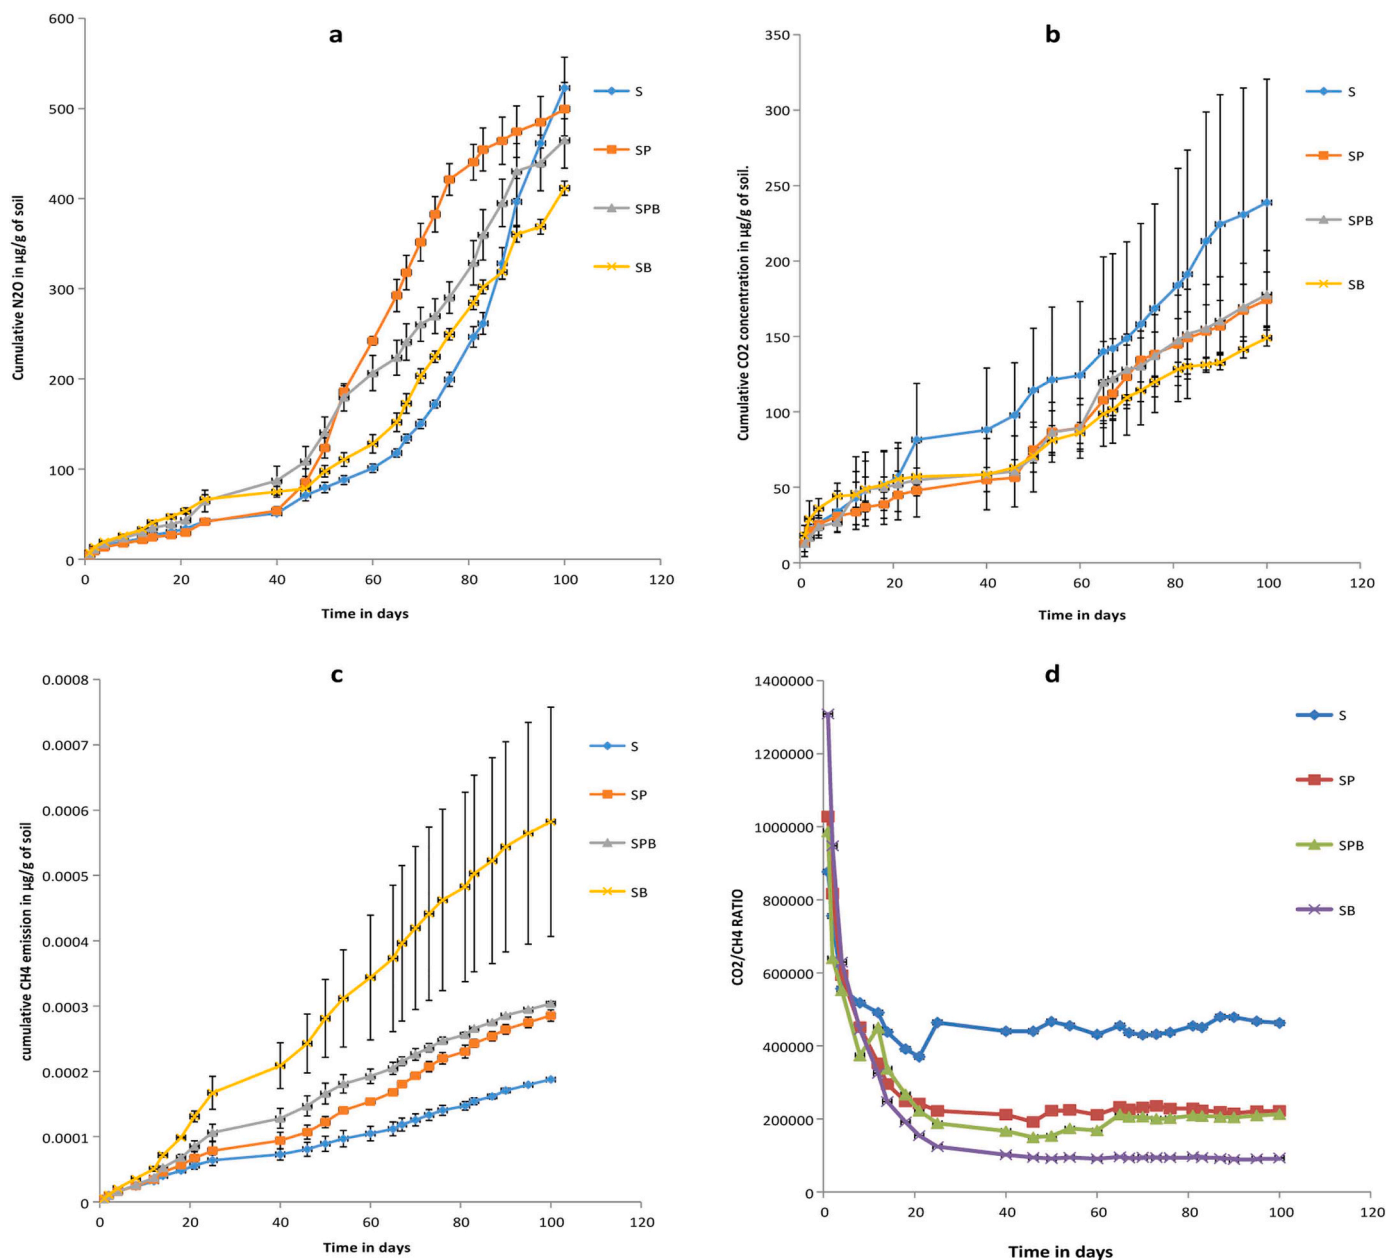 a
600
500
400
300
200
100
0
0 20 40 60 80 100 120
Cumulative N2O in µg/g of soil
Time in days
S
SP
SPB
SB
b
350
300
250
200
150
100
50
0
0 20 40 60 80 100 120
Cumulative CO2 concentration in µg/g of soil.
Time in days
S
SP
SPB
SB
c
0.0008
0.0007
0.0006
0.0005
0.0004
0.0003
0.0002
0.0001
0
0 20 40 60 80 100 120
cumulative CH4 emission in µg/g of soil
Time in days
S
SP
SPB
SB
d
1400000
1200000
1000000
800000
600000
400000
200000
0
0 20 40 60 80 100 120
CO2/CH4 RATIO
Time in days
S
SP
SPB
SB